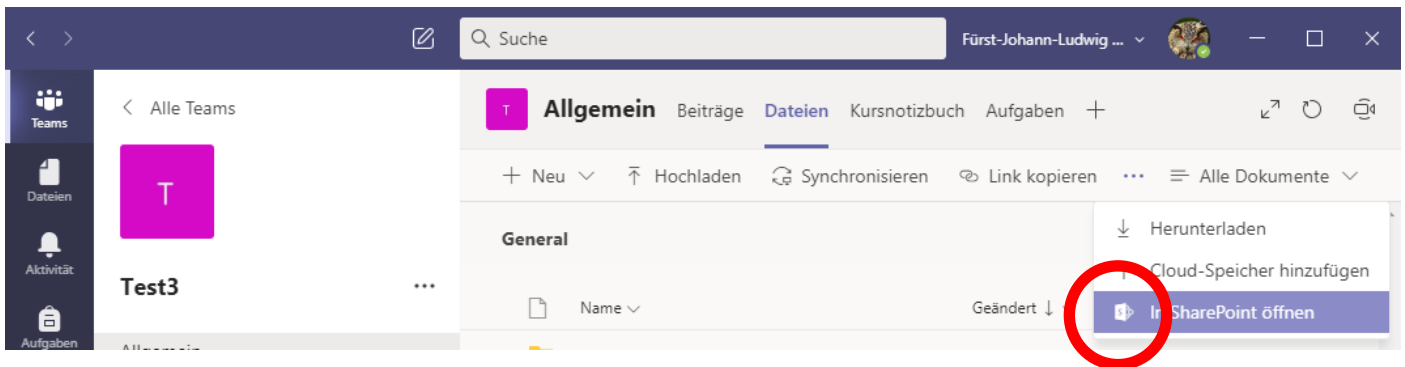 Suche
Fürst-Johann-Ludwig ...
Teams
Dateien
Aktivität
Aufgaben
Alle Teams
T
Test3
Allgemein
T Allgemein Beiträge Dateien Kursnotizbuch Aufgaben
Neu Hochladen Synchronisieren Link kopieren ... Alle Dokumente
General
Name Geändert
Herunterladen
Cloud-Speicher hinzufügen
In SharePoint öffnen